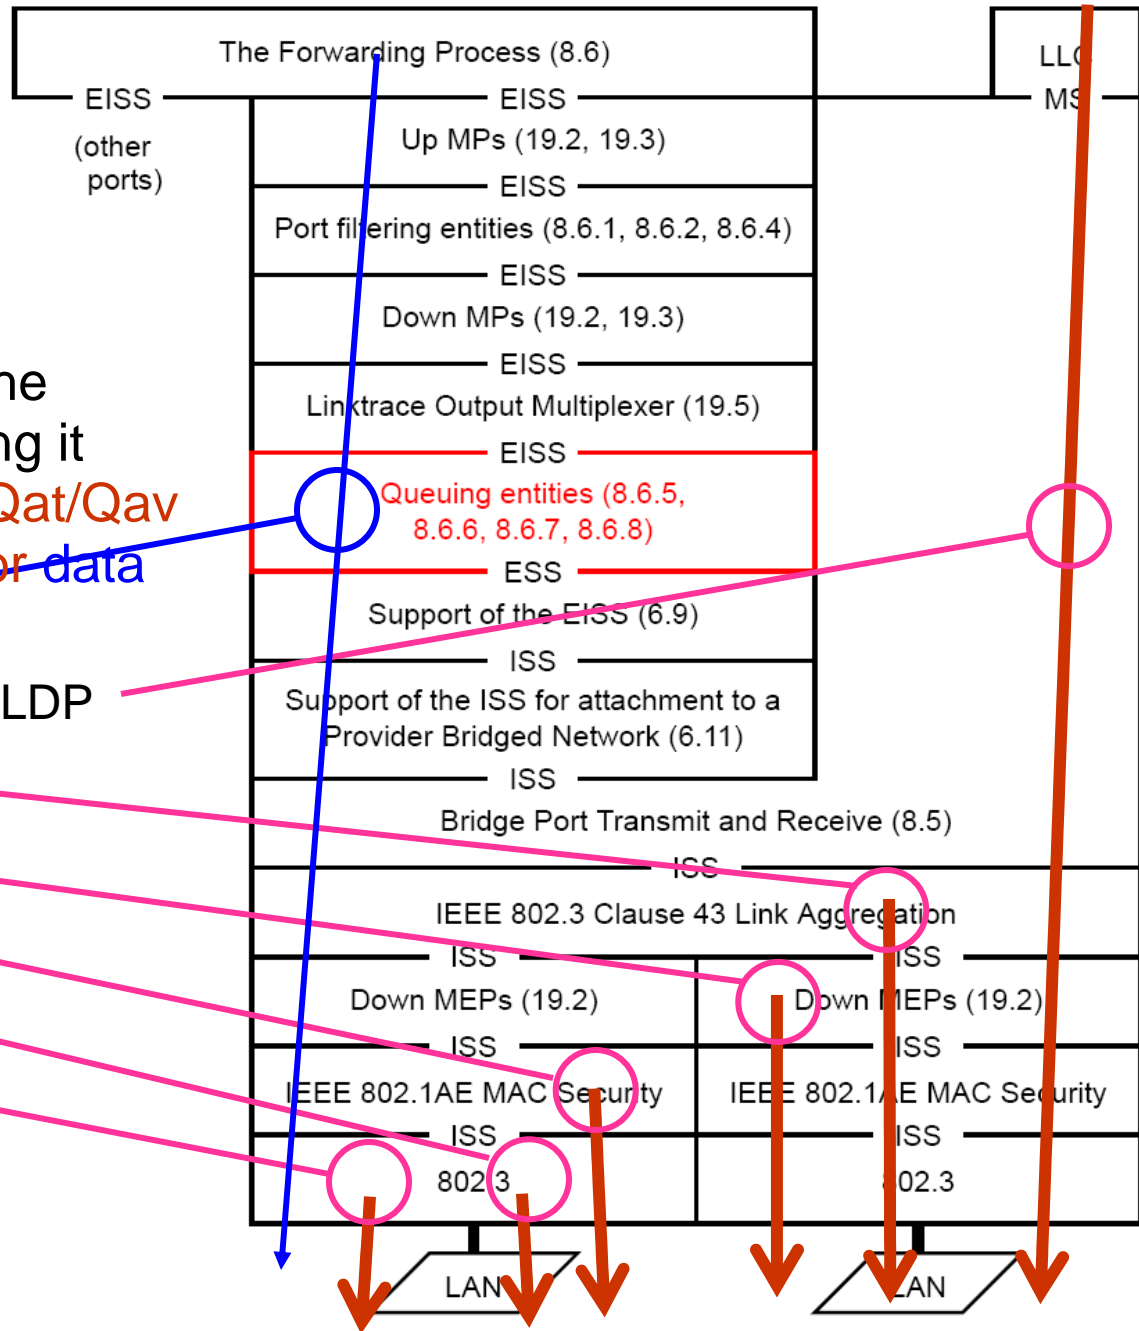 The Forwarding Process (8.6)
LLC
EISS
EISS
MS
(other
ports)
Up MPs (19.2, 19.3)
EISS
Port filtering entities (8.6.1, 8.6.2, 8.6.4)
EISS
Down MPs (19.2, 19.3)
EISS
Linktrace Output Multiplexer (19.5)
EISS
ng it
Qat/Qav
or data
LDP
Queuing entities (8.6.5,
8.6.6, 8.6.7, 8.6.8)
ESS
Support of the EISS (6.9)
ISS
Support of the ISS for attachment to a
Provider Bridged Network (6.11)
ISS
Bridge Port Transmit and Receive (8.5)
ISS
IEEE 802.3 Clause 43 Link Aggregation
ISS
ISS
Down MEPs (19.2)
Down MEPs (19.2)
ISS
ISS
IEEE 802.1AE MAC Security
IEEE 802.1AE MAC Security
ISS
ISS
802.3
802.3
LAN
LAN